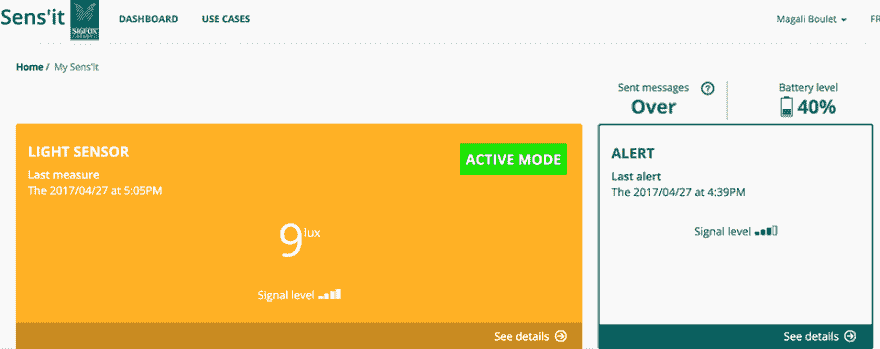 Sens'it
SIGFOX
DASHBOARD USE CASES
Magali Boulet
FR
Home / My Sens'it
Sent messages ?
Over
Battery level
40%
LIGHT SENSOR
ACTIVE MODE
Last measure
The 2017/04/27 at 5:05PM
9 lux
Signal level
See details
ALERT
Last alert
The 2017/04/27 at 4:39PM
Signal level
See details